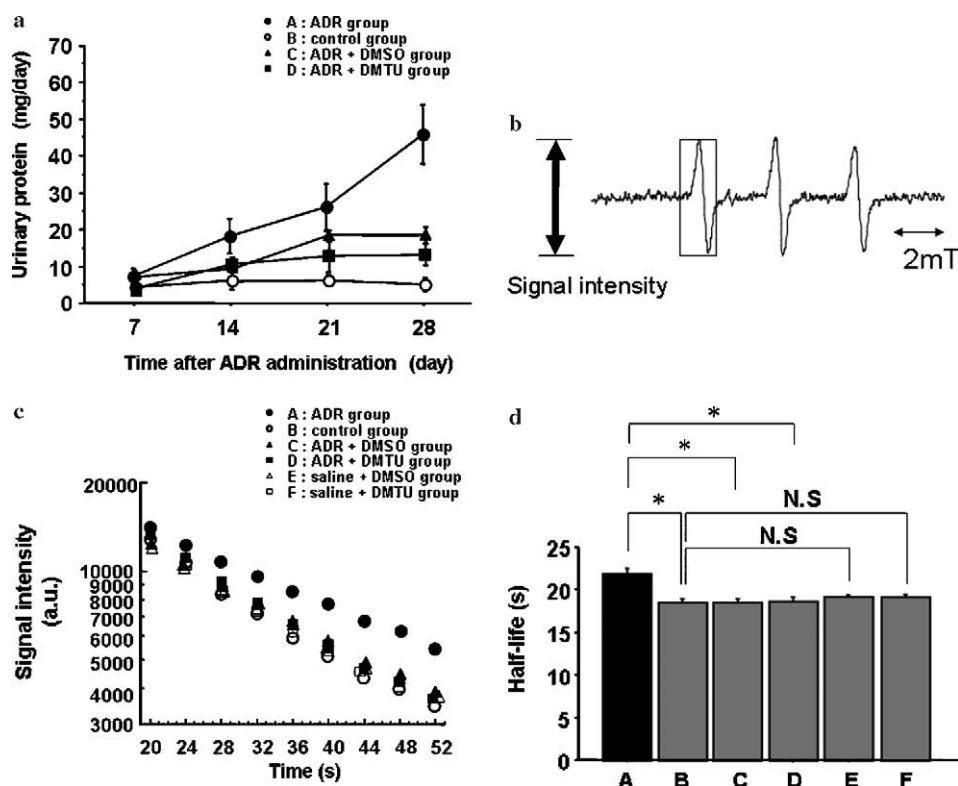 a
A : ADR group
B : control group
C : ADR + DMSO group
D : ADR + DMTU group
Urinary protein (mg/day)
70
60
50
40
30
20
10
0
7 14 21 28
Time after ADR administration (day)
b
Signal intensity
2mT
c
A : ADR group
B : control group
C : ADR + DMSO group
D : ADR + DMTU group
E : saline + DMSO group
F : saline + DMTU group
Signal intensity
(a.u.)
20000
10000
9000
8000
7000
6000
5000
4000
3000
20 24 28 32 36 40 44 48 52
Time (s)
d
*
*
*
N.S
N.S
Half-life (s)
25
20
15
10
5
0
A B C D E F